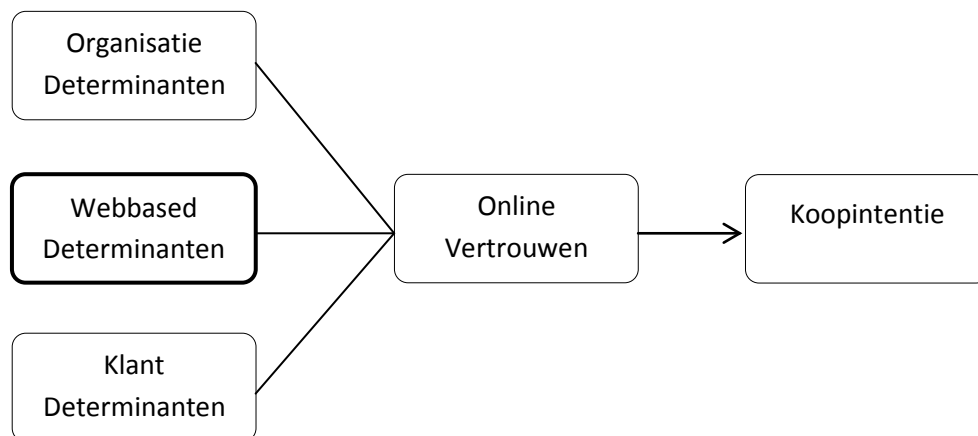 Organisatie
Determinanten
Webbased
Determinanten
Klant
Determinanten
Online
Vertrouwen
Koopintentie